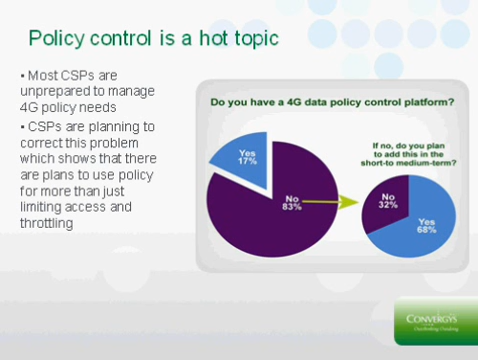 Policy control is a hot topic
• Most CSPs are
unprepared to manage
4G policy needs
• CSPs are planning to
correct this problem
which shows that there
are plans to use policy
for more than just
limiting access and
throttling
Do you have a 4G data policy control platform?
Yes
17%
No
83%
If no, do you plan
to add this in the
short-to medium-term?
No
32%
Yes
68%
CONVERGYS
Outthinking Outdoing